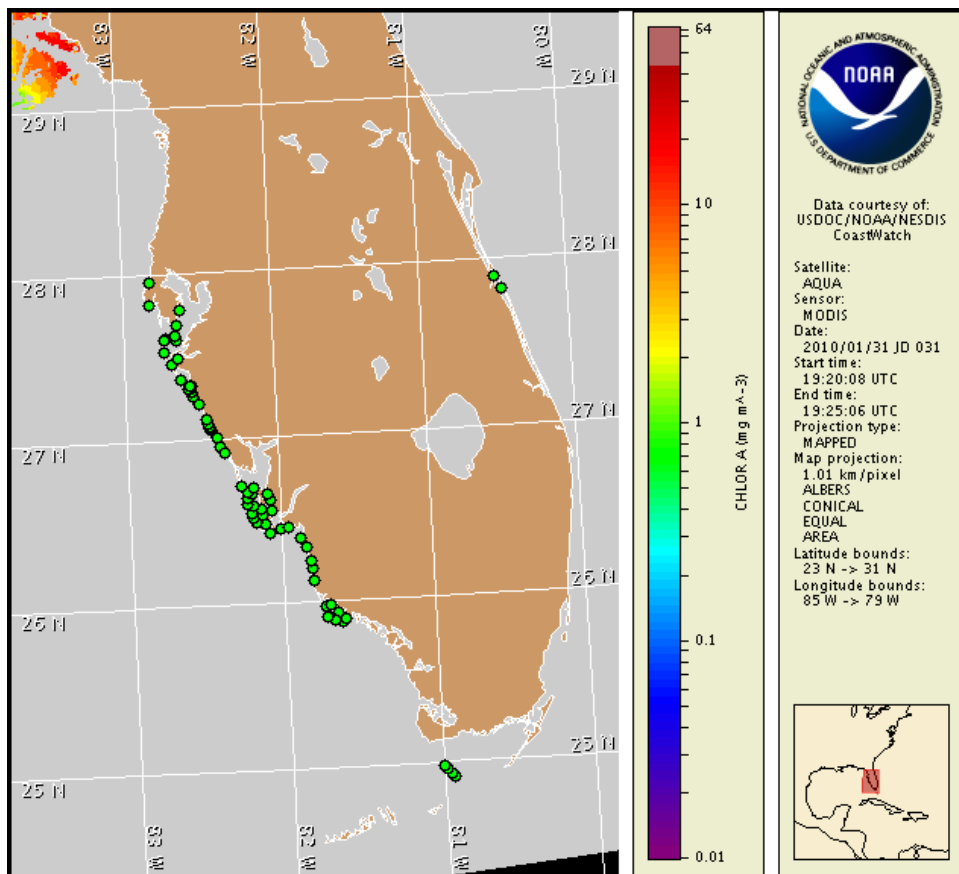 83 W
82 W
81 W
80 W
29 N
29 N
28 N
28 N
27 N
27 N
26 N
26 N
25 N
25 N
83 W
82 W
81 W
64
10
1
0.1
0.01
CHLOR A (mg m^-3)
NATIONAL OCEANIC AND ATMOSPHERIC ADMINISTRATION
NOAA
U.S. DEPARTMENT OF COMMERCE
Data courtesy of:
USDOC/NOAA/NESDIS
CoastWatch
Satellite:
AQUA
Sensor:
MODIS
Date:
2010/01/31 JD 031
Start time:
19:20:08 UTC
End time:
19:25:06 UTC
Projection type:
MAPPED
Map projection:
1.01 km/pixel
ALBERS
CONICAL
EQUAL
AREA
Latitude bounds:
23 N -> 31 N
Longitude bounds:
85 W -> 79 W